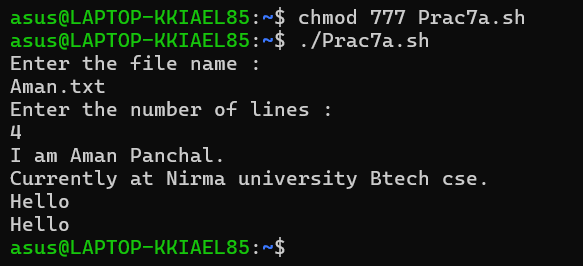 asus@LAPTOP-KKIAEL85:~$ chmod 777 Prac7a.sh
asus@LAPTOP-KKIAEL85:~$ ./Prac7a.sh
Enter the file name :
Aman.txt
Enter the number of lines :
4
I am Aman Panchal.
Currently at Nirma university Btech cse.
Hello
Hello
asus@LAPTOP-KKIAEL85:~$